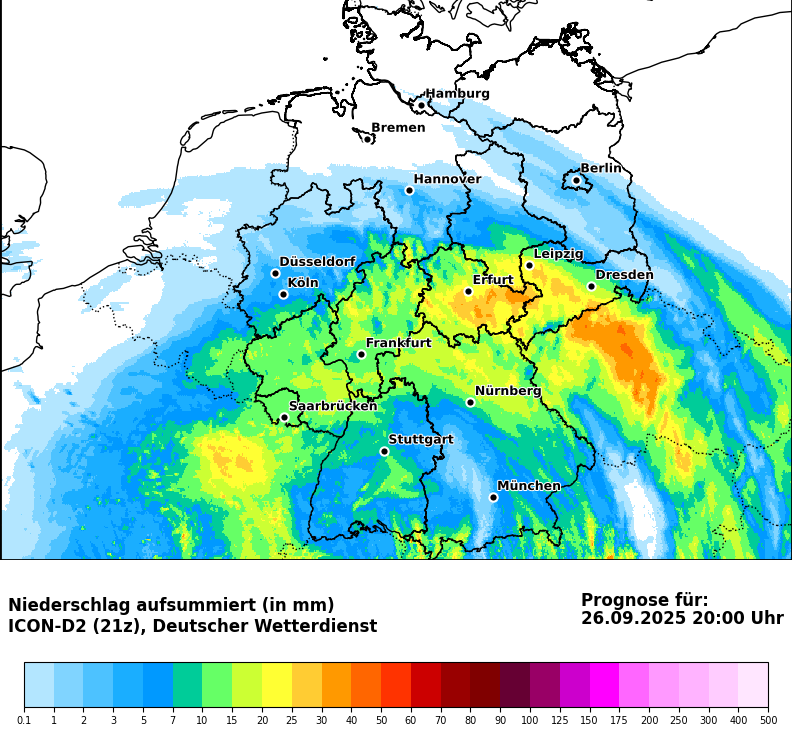 Hamburg
Bremen
Berlin
Hannover
Düsseldorf
Köln
Leipzig
Erfurt
Dresden
Frankfurt
Nürnberg
Saarbrücken
Stuttgart
München
Niederschlag aufsummiert (in mm)
ICON-D2 (21z), Deutscher Wetterdienst
Prognose für:
26.09.2025 20:00 Uhr
0.1 1 2 3 5 7 10 15 20 25 30 40 50 60 70 80 90 100 125 150 175 200 250 300 400 500